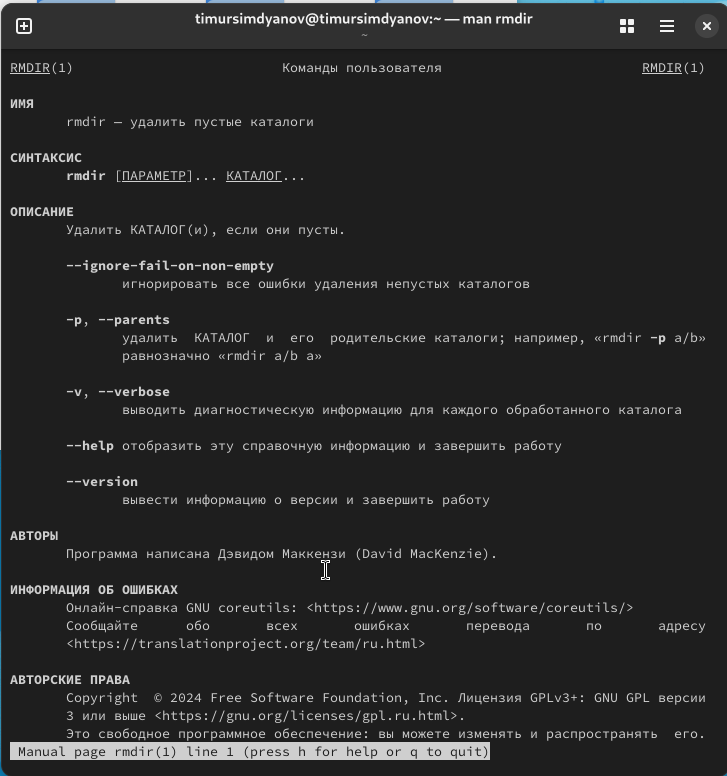 timursimdyanov@timursimdyanov:~ — man rmdir
~
RMDIR(1) Команды пользователя RMDIR(1)
ИМЯ
rmdir — удалить пустые каталоги
СИНТАКСИС
rmdir [ПАРАМЕТР]... КАТАЛОГ...
ОПИСАНИЕ
Удалить КАТАЛОГ(и), если они пусты.
--ignore-fail-on-non-empty
игнорировать все ошибки удаления непустых каталогов
-p, --parents
удалить КАТАЛОГ и его родительские каталоги; например, «rmdir -p a/b»
равнозначно «rmdir a/b a»
-v, --verbose
выводить диагностическую информацию для каждого обработанного каталога
--help отобразить эту справочную информацию и завершить работу
--version
вывести информацию о версии и завершить работу
АВТОРЫ
Программа написана Дэвидом Маккензи (David MacKenzie).
ИНФОРМАЦИЯ ОБ ОШИБКАХ
Онлайн-справка GNU coreutils: <https://www.gnu.org/software/coreutils/>
Сообщайте обо всех ошибках перевода по адресу
<https://translationproject.org/team/ru.html>
АВТОРСКИЕ ПРАВА
Copyright © 2024 Free Software Foundation, Inc. Лицензия GPLv3+: GNU GPL версии
3 или выше <https://gnu.org/licenses/gpl.ru.html>.
Это свободное программное обеспечение: вы можете изменять и распространять его.
Manual page rmdir(1) line 1 (press h for help or q to quit)